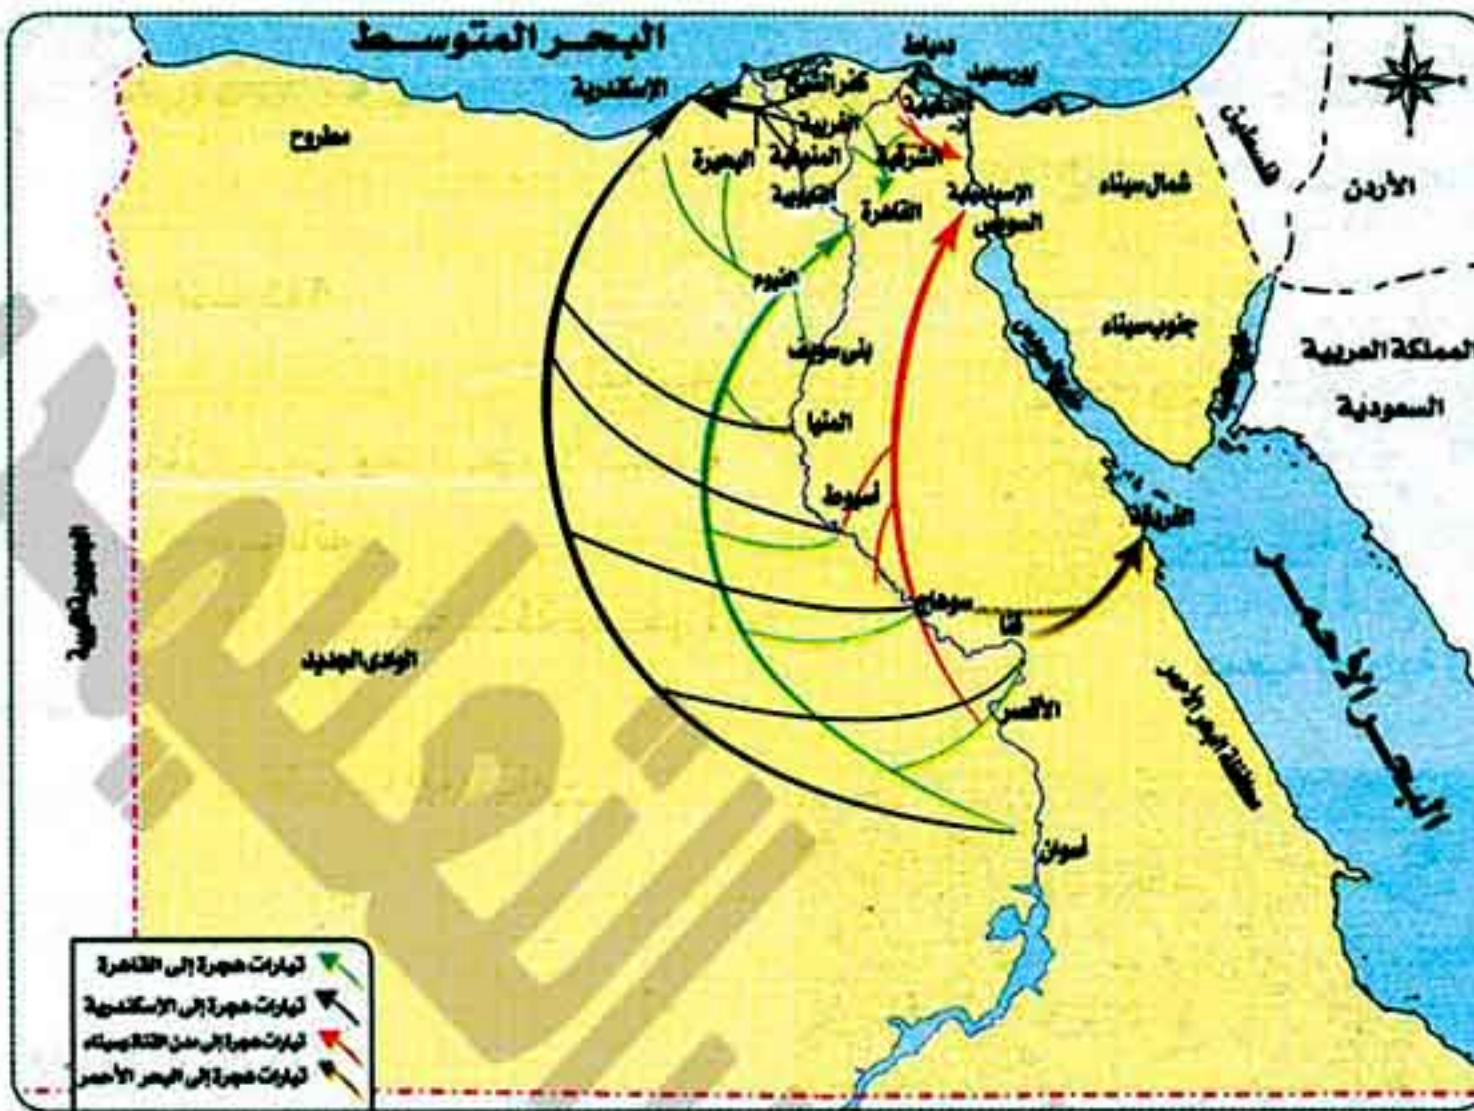 البحر المتوسط
دمياط
بورسعيد
الإسكندرية
كفر الشيخ
الدقهلية
الغربية
مطروح
البحيرة
المنوفية
الشرقية
فلسطين
الأردن
شمال سيناء
القليوبية
القاهرة
الإسماعيلية
السويس
الفيوم
جنوب سيناء
بنى سويف
المملكة العربية
السعودية
المنيا
أسيوط
الغردقة
سوهاج
قنا
البحر الأحمر
الوادى الجديد
الأقصر
محافظة البحر الأحمر
أسوان
تيارات هجرة إلى القاهرة
تيارات هجرة إلى الإسكندرية
تيارات هجرة إلى مدن القناة وسيناء
تيارات هجرة إلى البحر الأحمر